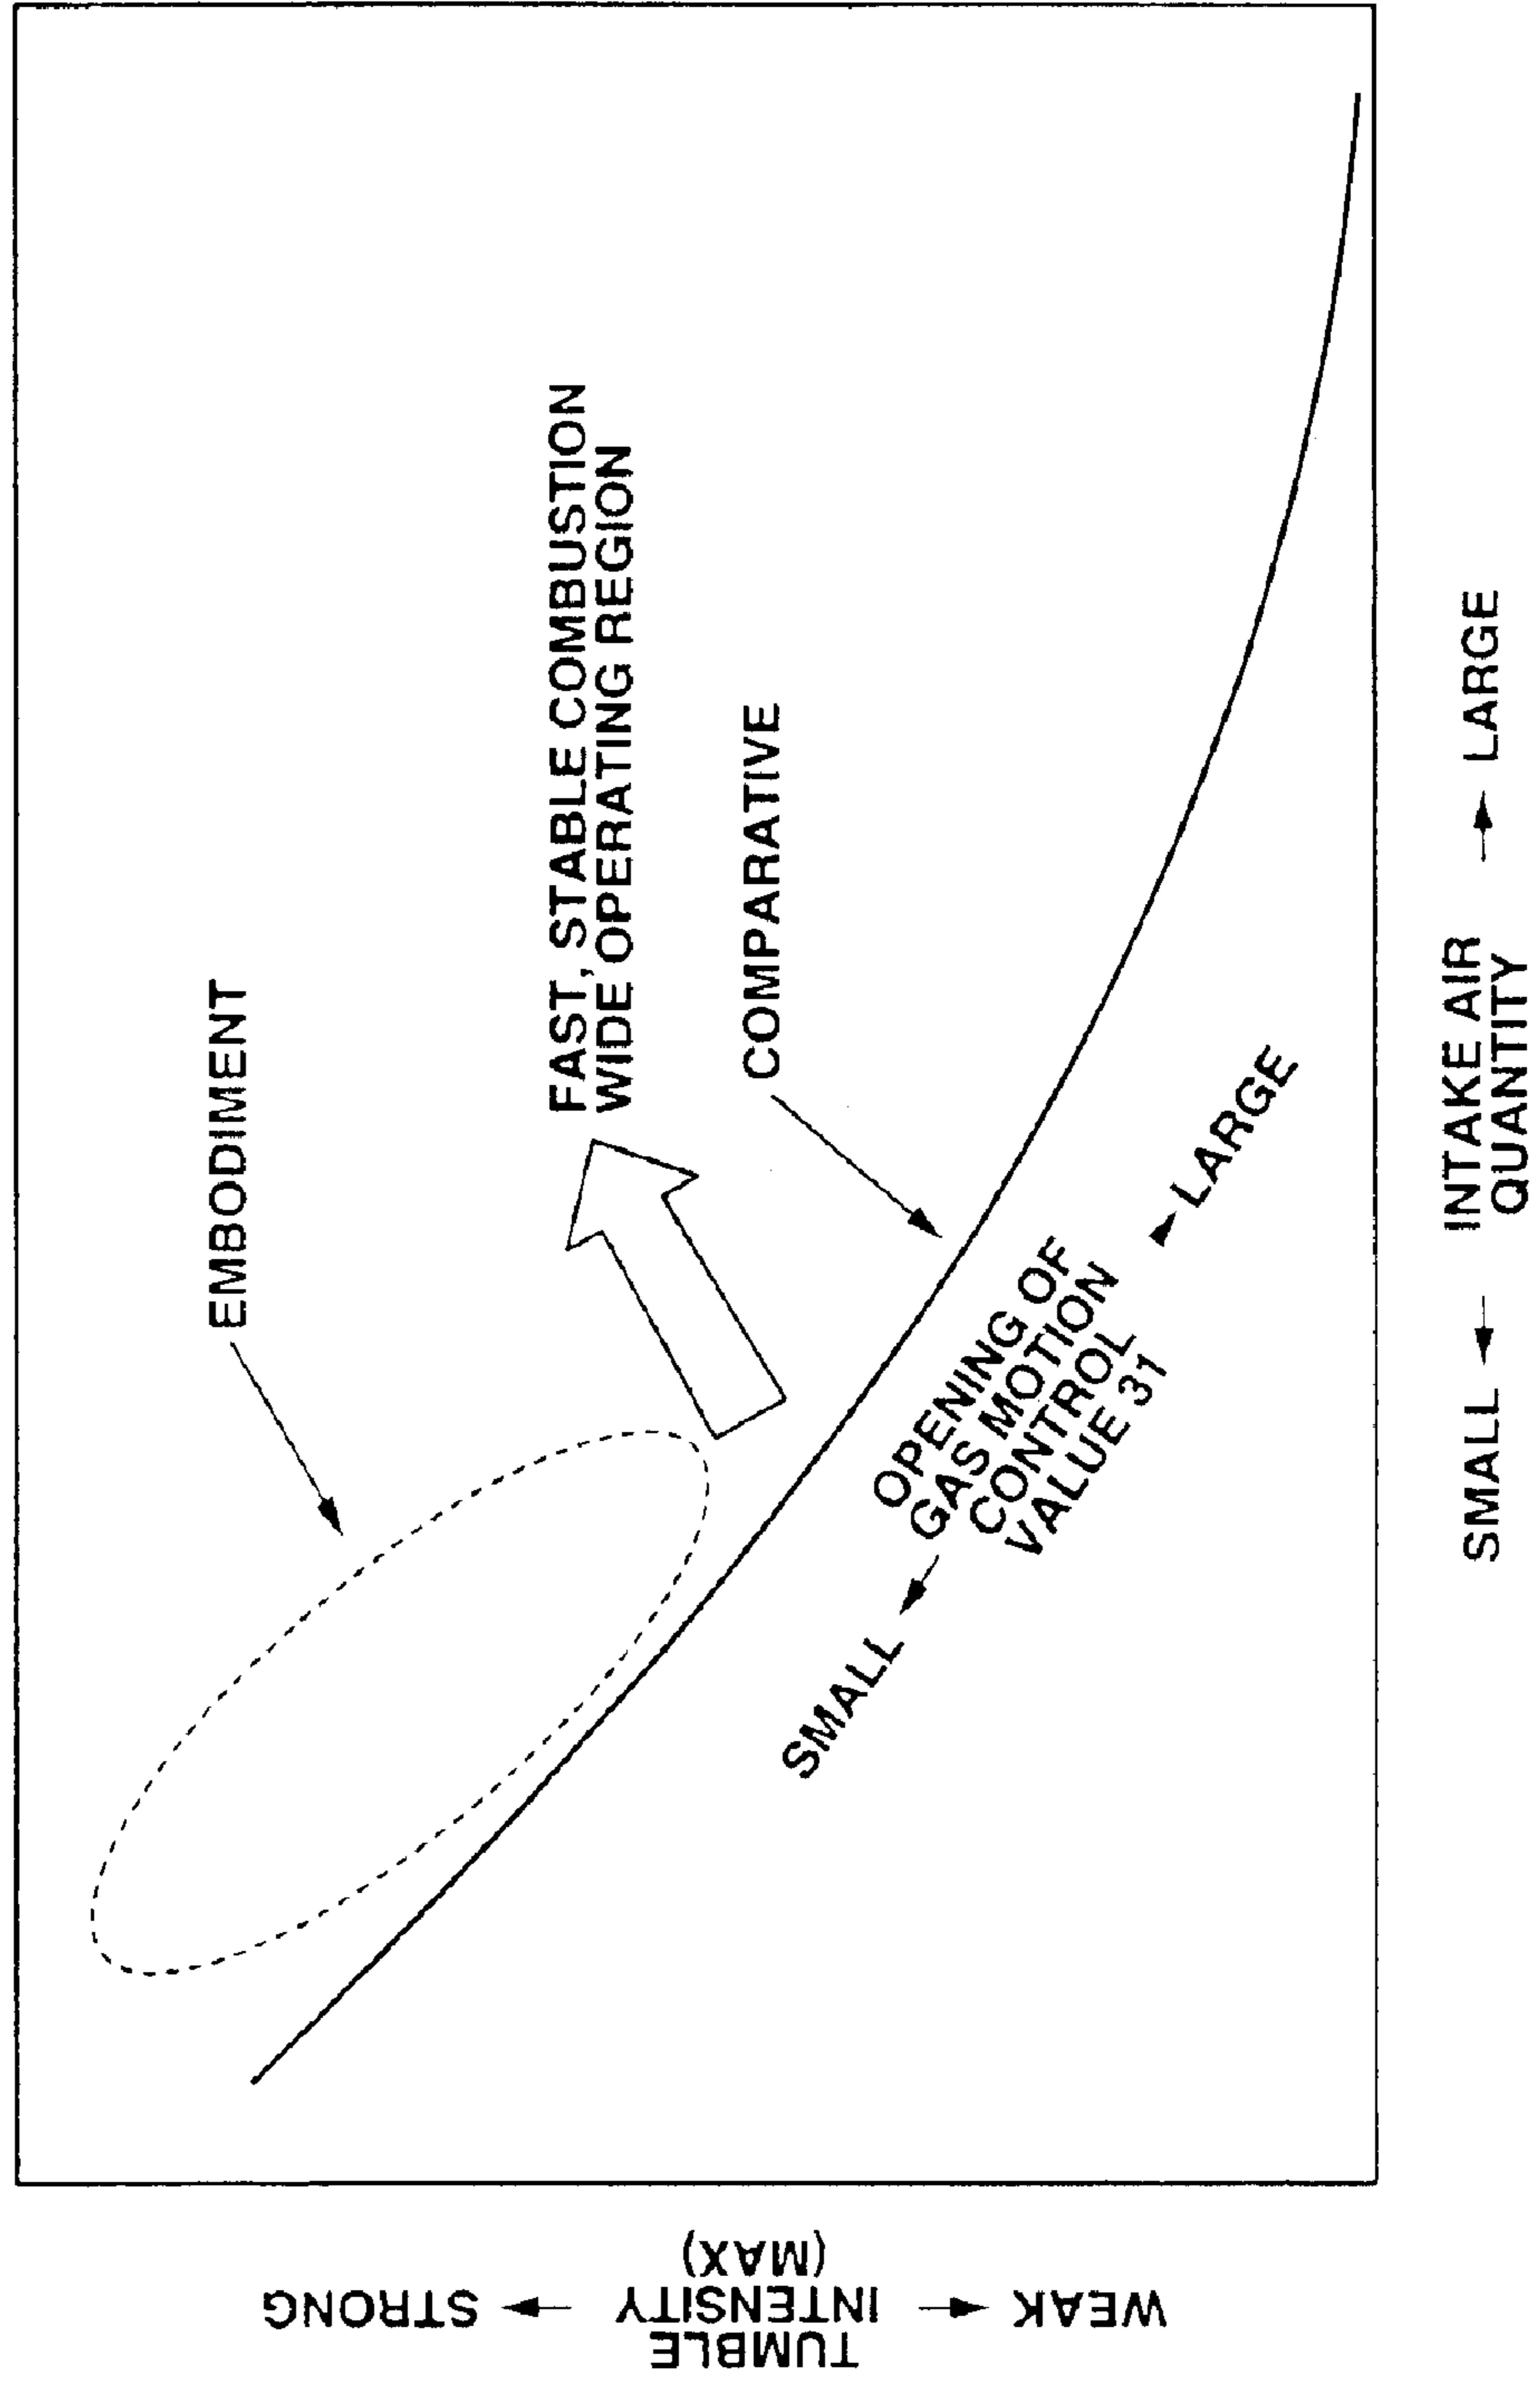 EMBODIMENT
FAST, STABLE COMBUSTION
WIDE OPERATING REGION
COMPARATIVE
SMALL
OPENING OF
GAS MOTION
CONTROL
VALUE 31
LARGE
STRONG
TUMBLE
INTENSITY
(MAX)
WEAK
SMALL
INTAKE AIR
QUANTITY
LARGE